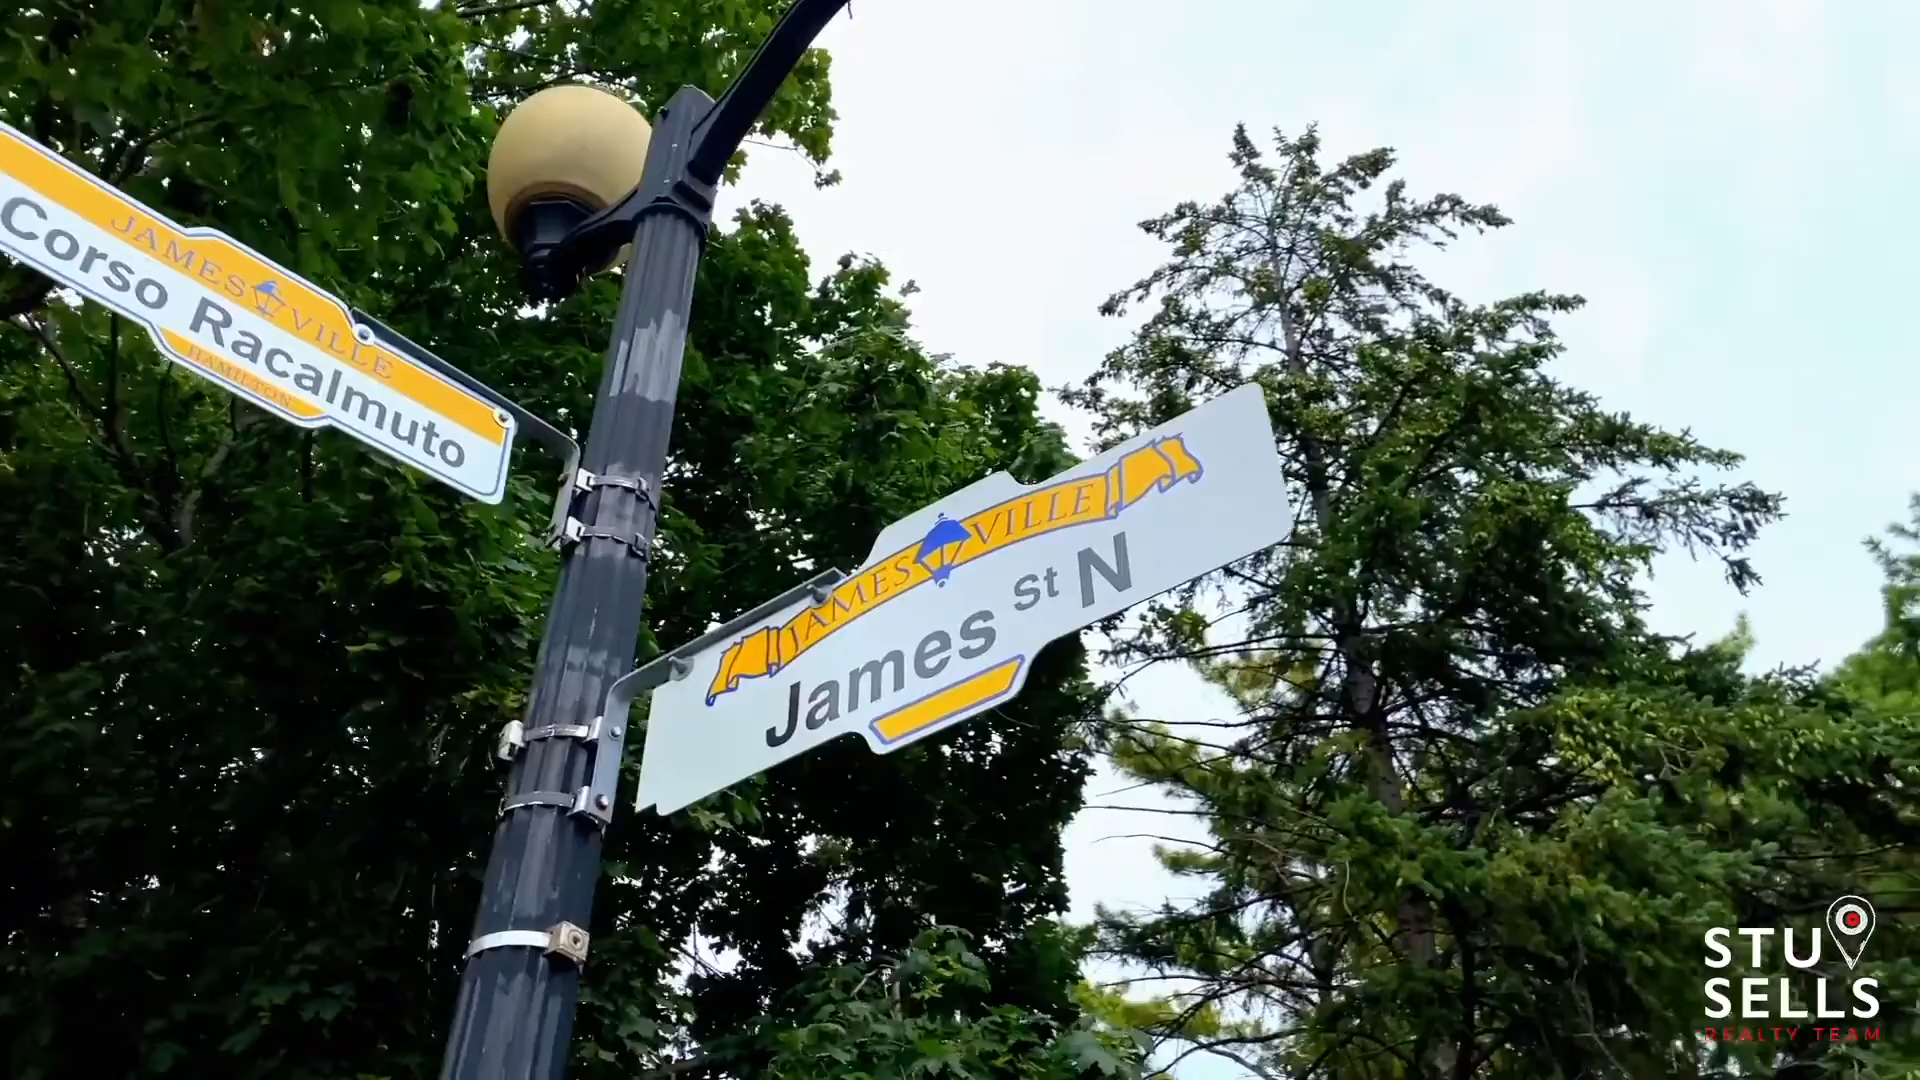 JAMESVILLE
Corso Racalmuto
HAMILTON
JAMESVILLE
James St N
STU
SELLS
REALTY TEAM